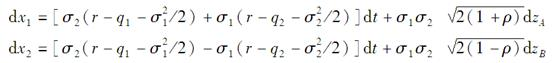 dx₁ = [σ₂(r − q₁ − σ₁²/2) + σ₁(r − q₂ − σ₂²/2)]dt + σ₁σ₂ √2(1 + ρ)dz_A
dx₂ = [σ₂(r − q₁ − σ₁²/2) − σ₁(r − q₂ − σ₂²/2)]dt + σ₁σ₂ √2(1 − ρ)dz_B